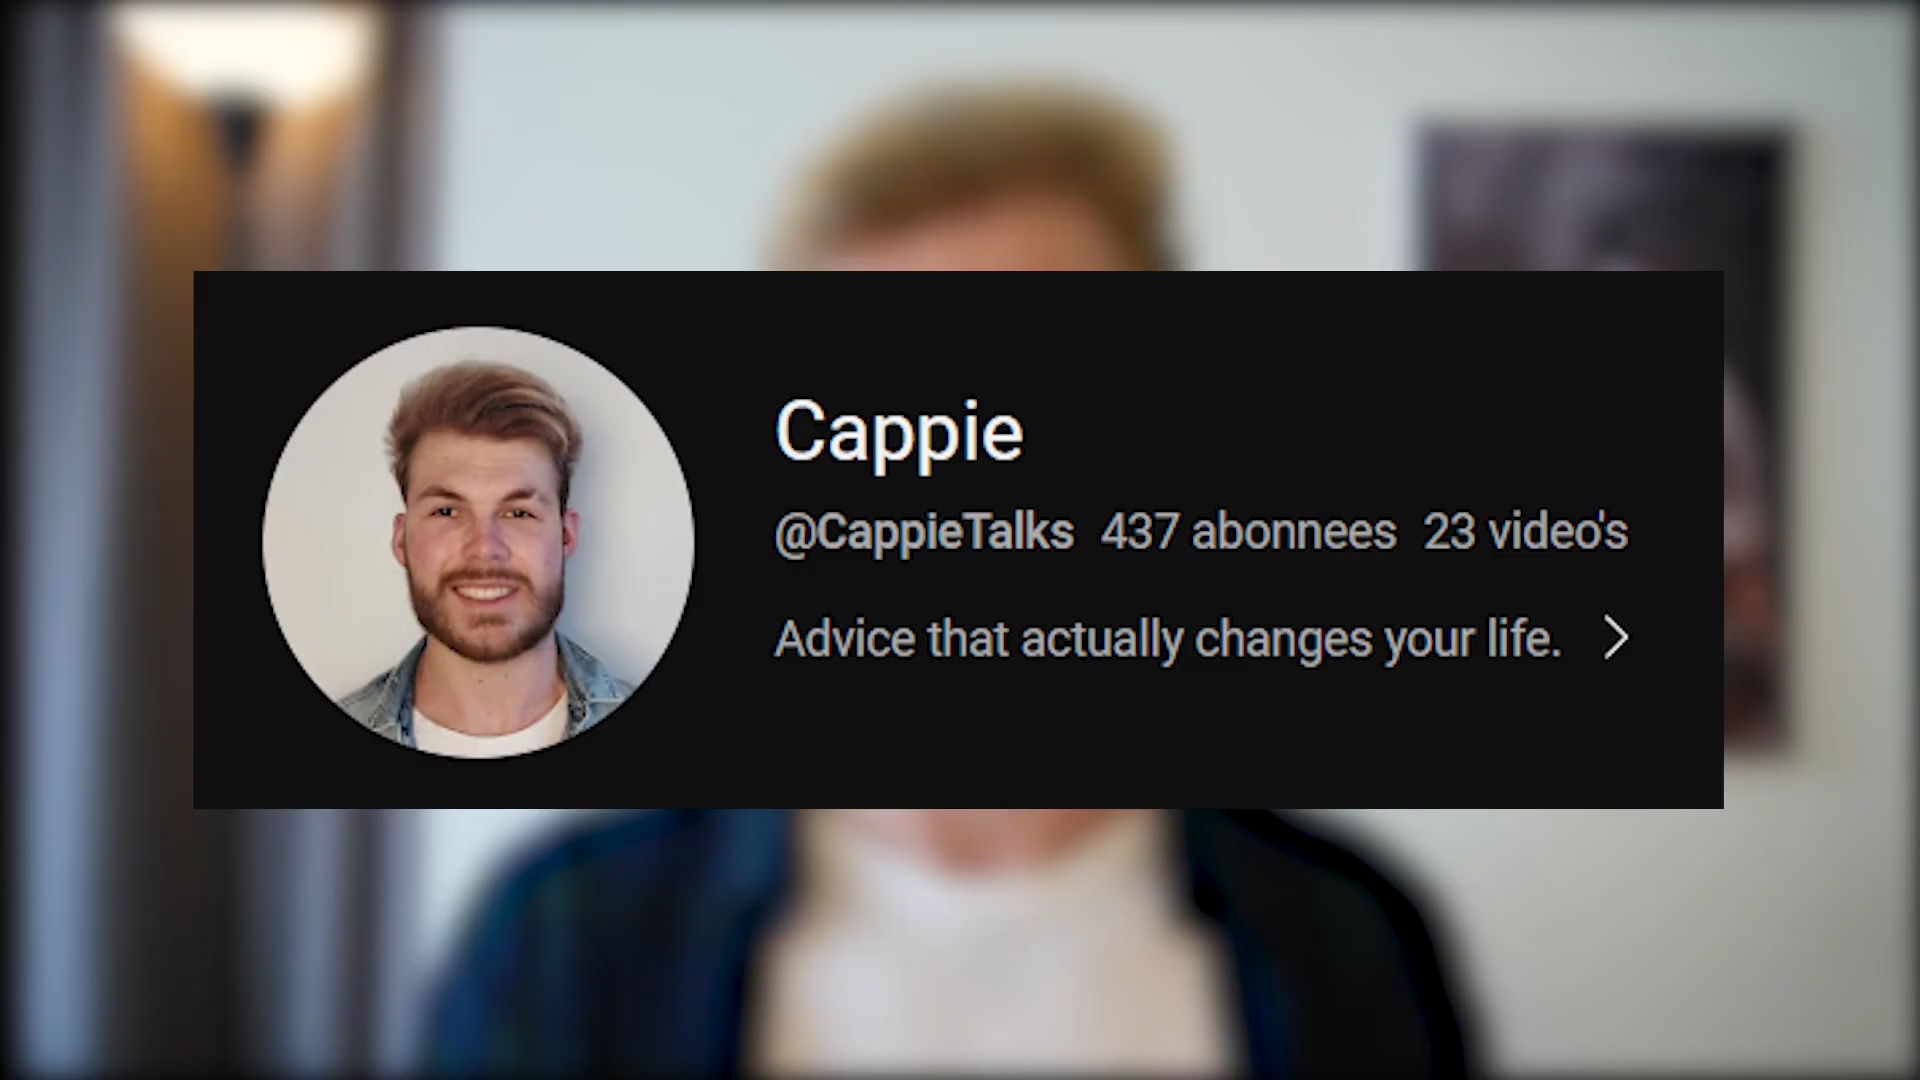 Cappie
@CappieTalks 437 abonnees 23 video's
Advice that actually changes your life.